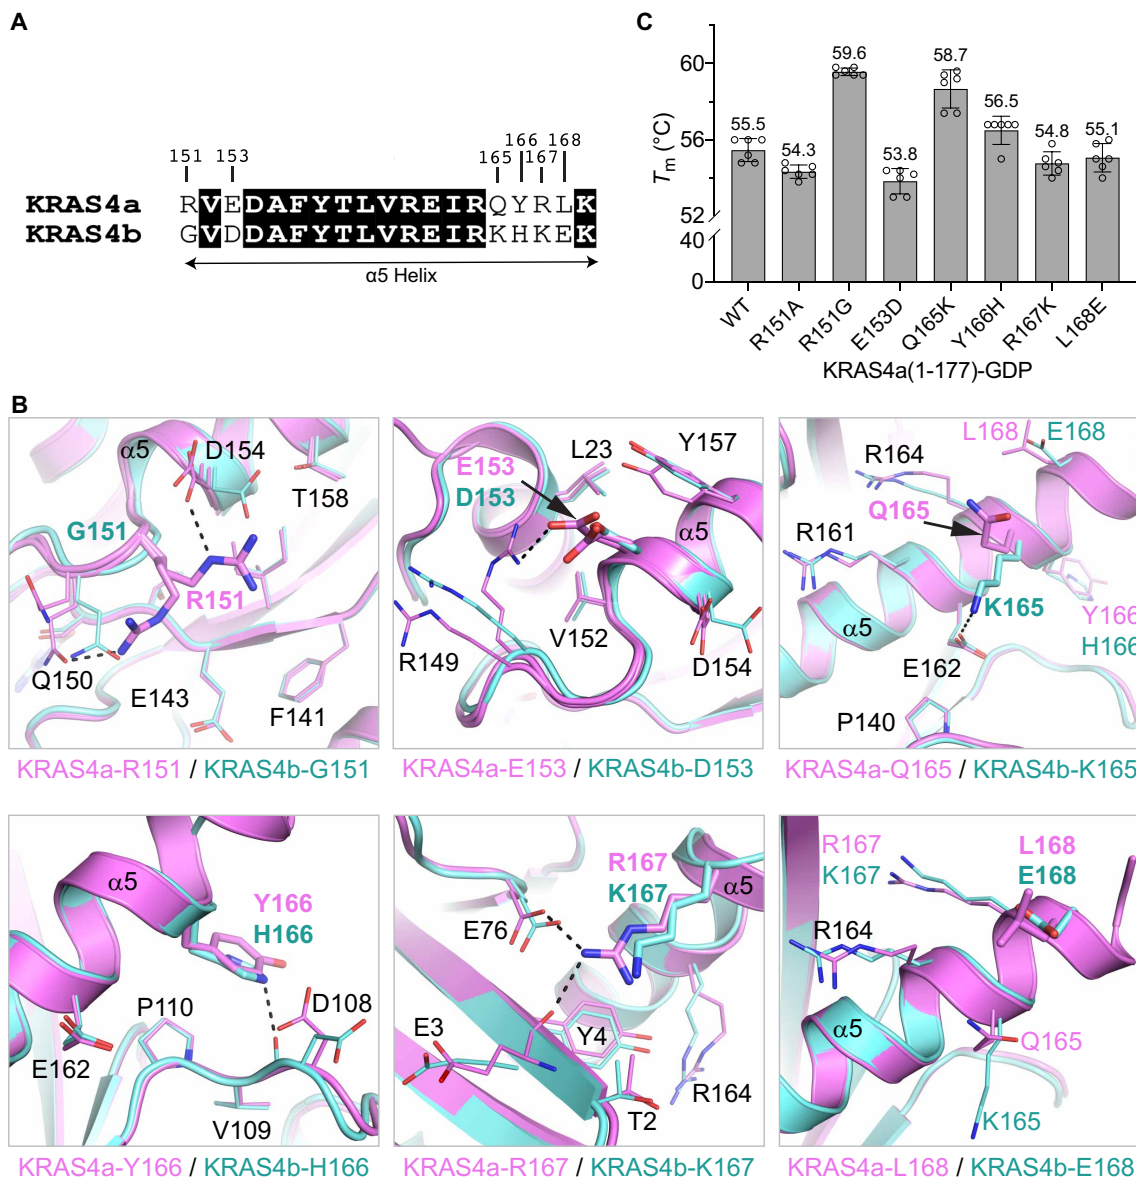 A
151 153 165 166 167 168
KRAS4a RVEDAFYTLVREIRQYRLK
KRAS4b GVDDAFYTLVREIRKHKEK
α5 Helix
C
Tm (°C)
60
56
52
40
0
55.5
54.3
59.6
53.8
58.7
56.5
54.8
55.1
WT
R151A
R151G
E153D
Q165K
Y166H
R167K
L168E
KRAS4a(1-177)-GDP
B
α5
D154
T158
G151
R151
Q150
E143
F141
KRAS4a-R151 / KRAS4b-G151
E153
D153
L23
Y157
α5
V152
R149
D154
KRAS4a-E153 / KRAS4b-D153
L168
E168
R164
Q165
R161
K165
α5
Y166
H166
E162
P140
KRAS4a-Q165 / KRAS4b-K165
α5
Y166
H166
P110
D108
E162
V109
KRAS4a-Y166 / KRAS4b-H166
R167
K167
α5
E76
E3
Y4
R164
T2
KRAS4a-R167 / KRAS4b-K167
R167
K167
L168
E168
R164
α5
Q165
K165
KRAS4a-L168 / KRAS4b-E168